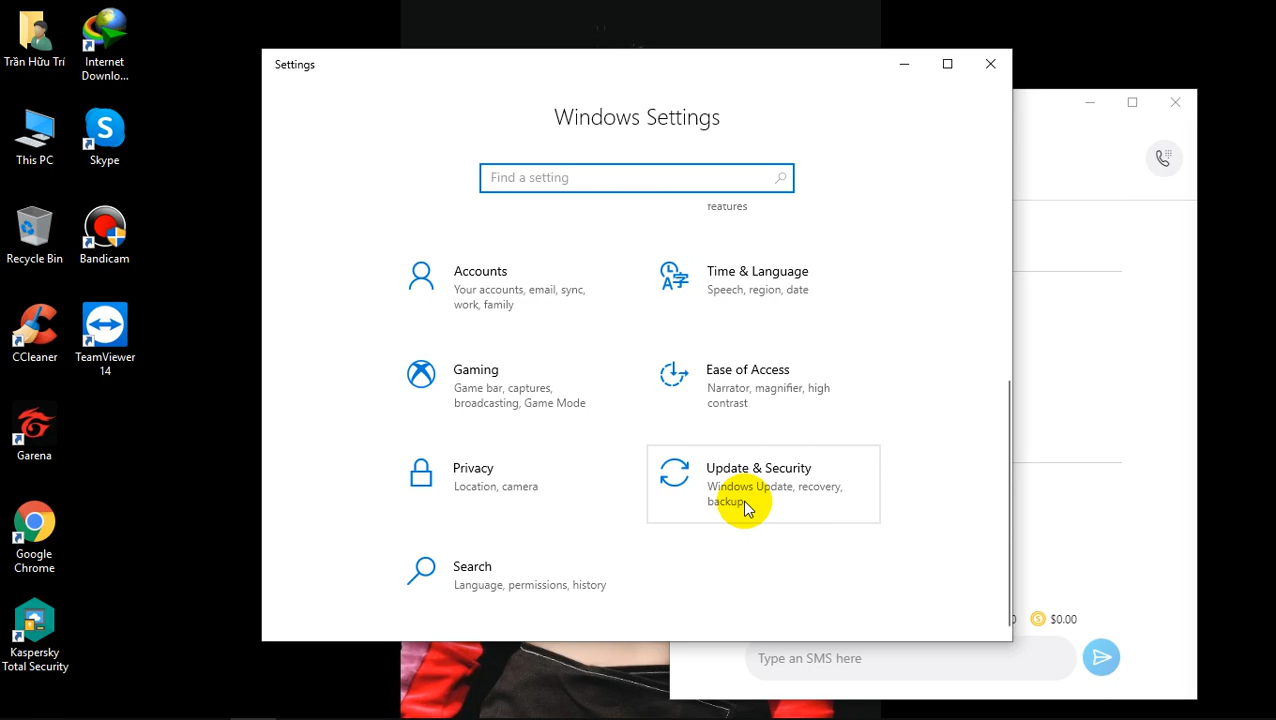 Trần Hữu Trí
Internet
Downlo...
This PC
Skype
Recycle Bin
Bandicam
CCleaner
TeamViewer
14
Garena
Google
Chrome
Kaspersky
Total Security
Settings
Windows Settings
Find a setting
features
Accounts
Your accounts, email, sync,
work, family
Time & Language
Speech, region, date
Gaming
Game bar, captures,
broadcasting, Game Mode
Ease of Access
Narrator, magnifier, high
contrast
Privacy
Location, camera
Update & Security
Windows Update, recovery,
backup
Search
Language, permissions, history
$0.00
Type an SMS here